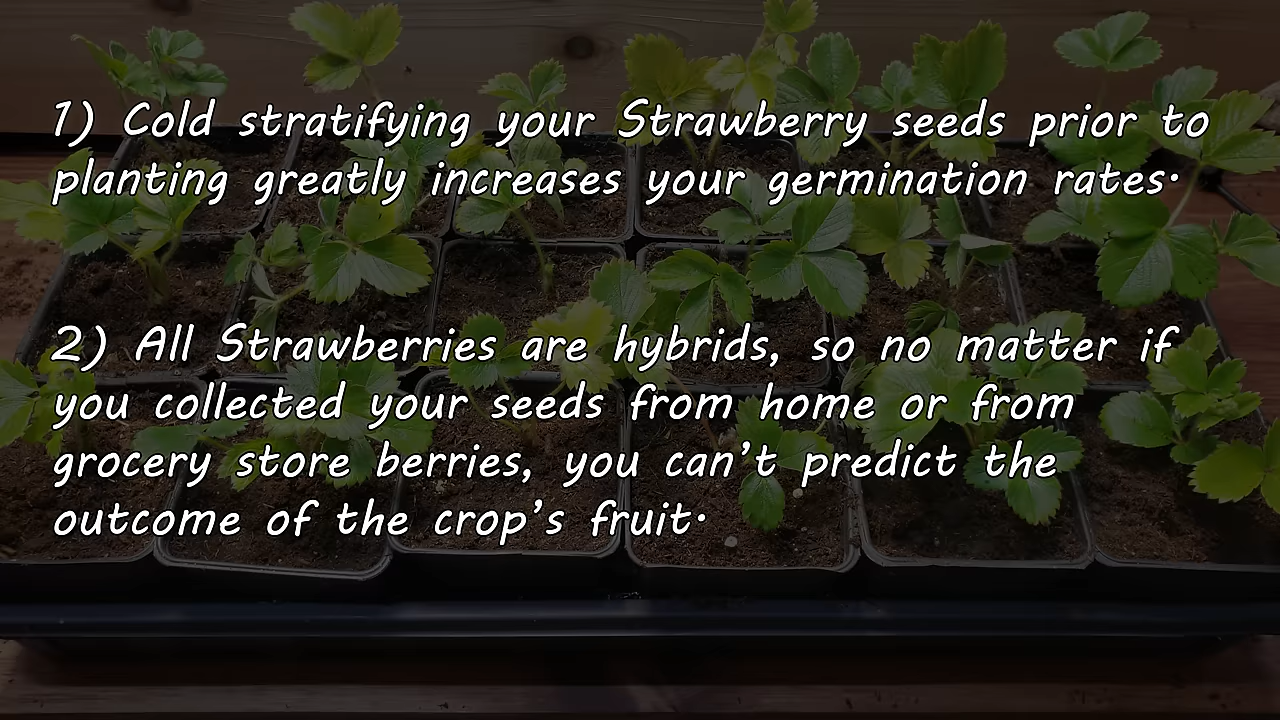 1) Cold stratifying your Strawberry seeds prior to
planting greatly increases your germination rates.
2) All Strawberries are hybrids, so no matter if
you collected your seeds from home or from
grocery store berries, you can’t predict the
outcome of the crop’s fruit.